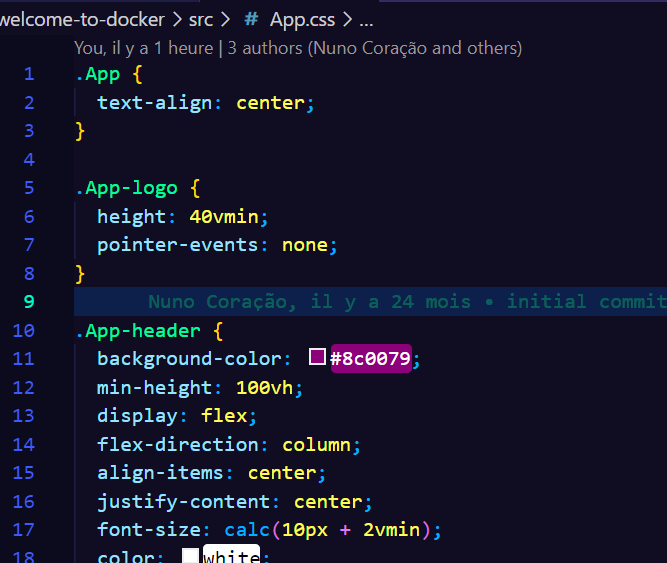 welcome-to-docker > src > # App.css > ...
You, il y a 1 heure | 3 authors (Nuno Coração and others)
1 .App {
2 text-align: center;
3 }
4
5 .App-logo {
6 height: 40vmin;
7 pointer-events: none;
8 }
9 Nuno Coração, il y a 24 mois • initial commit
10 .App-header {
11 background-color: #8c0079;
12 min-height: 100vh;
13 display: flex;
14 flex-direction: column;
15 align-items: center;
16 justify-content: center;
17 font-size: calc(10px + 2vmin);
18 color: white;